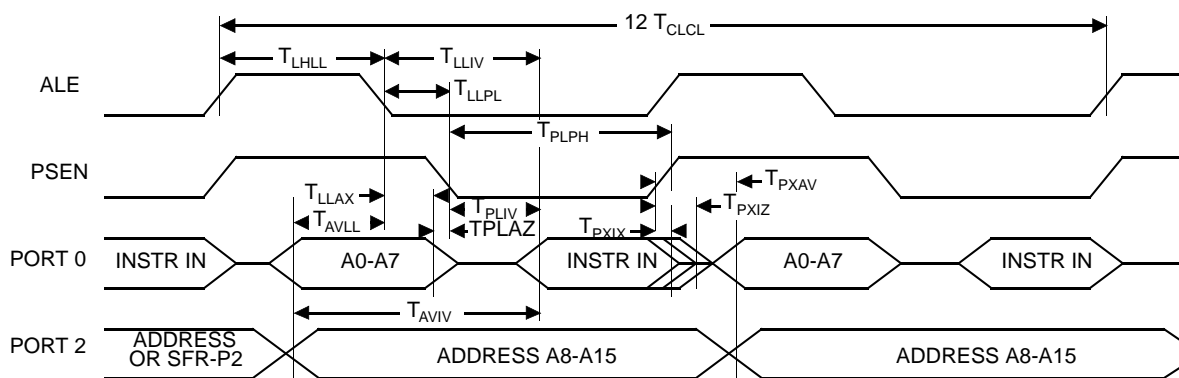 12 TCLCL
TLHLL TLLIV
ALE
TLLPL
TPLPH
PSEN
TPXAV
TLLAX
TPXIZ
TPLIV
TAVLL
TPLAZ
TPXIX
PORT 0 INSTR IN A0-A7 INSTR IN A0-A7 INSTR IN
TAVIV
PORT 2 ADDRESS
OR SFR-P2 ADDRESS A8-A15 ADDRESS A8-A15